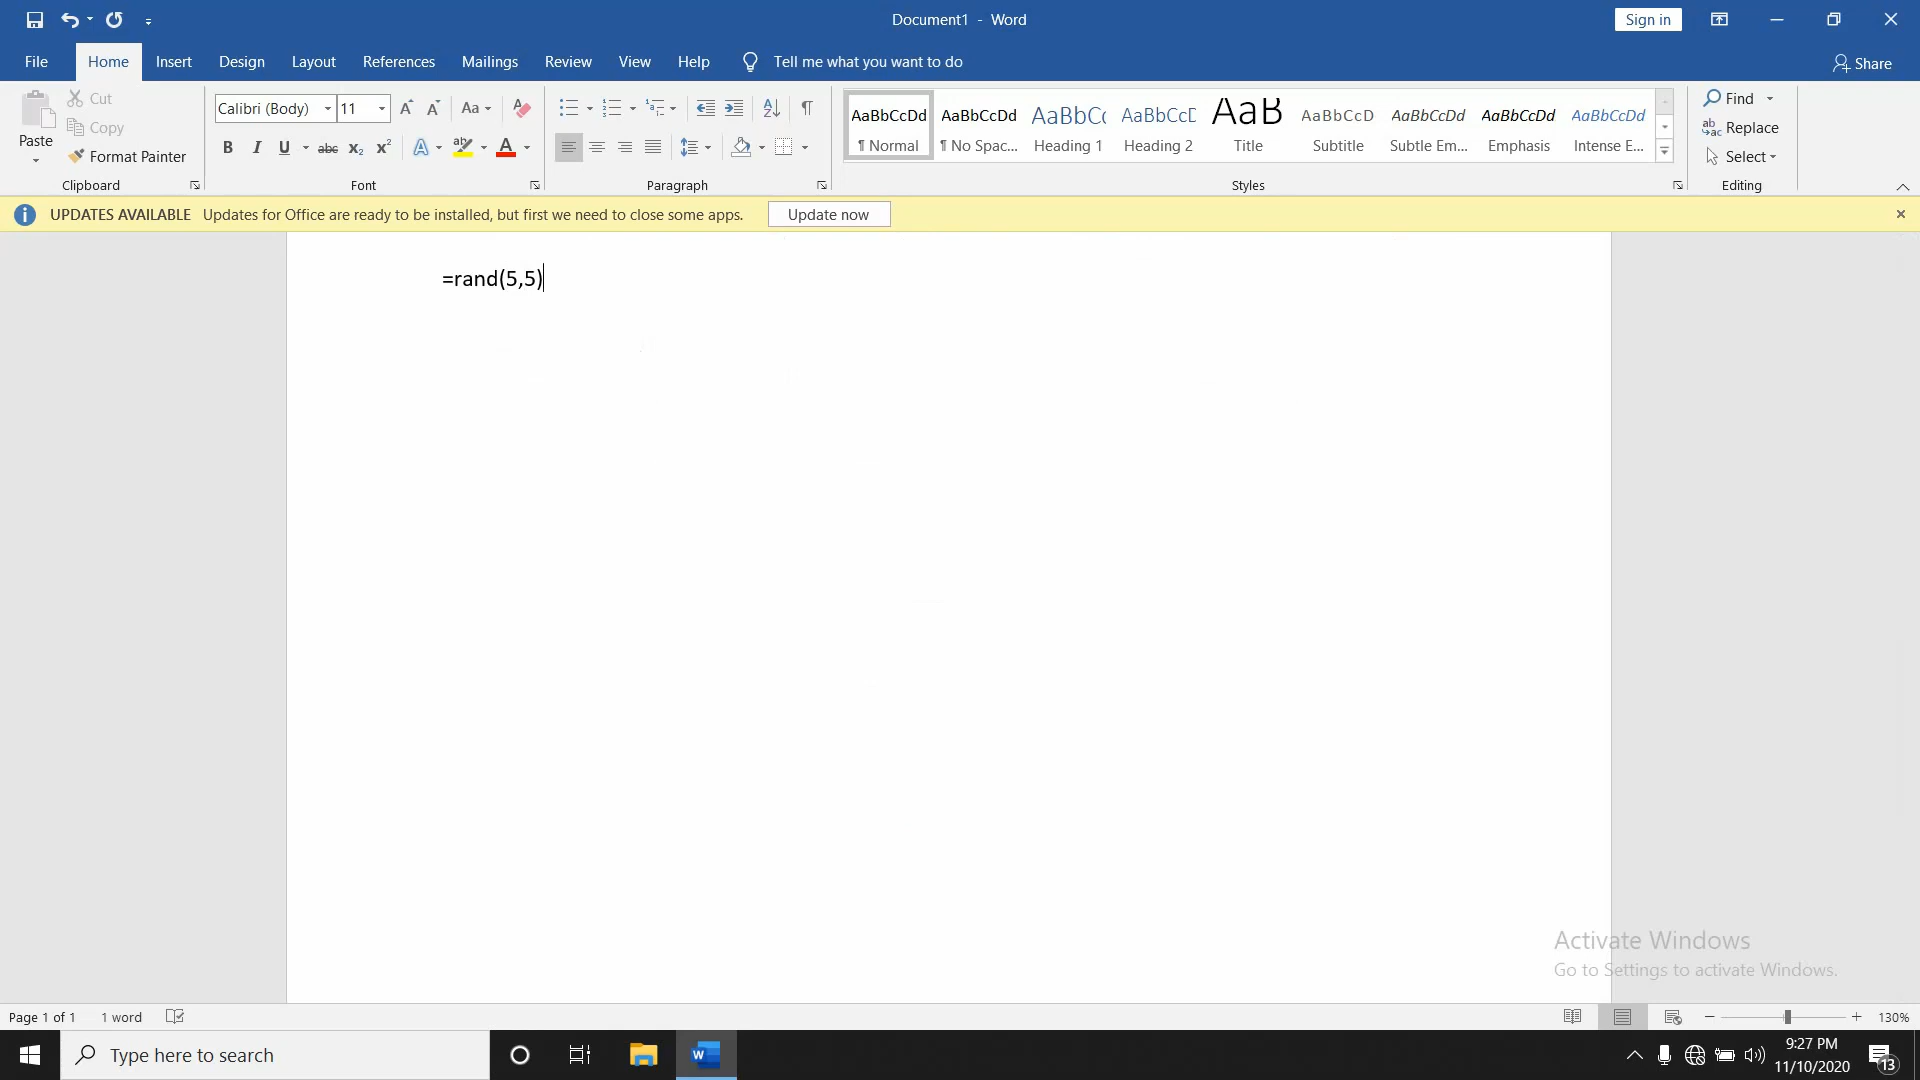 Document1 - Word
Sign in
File Home Insert Design Layout References Mailings Review View Help Tell me what you want to do Share
Paste
Cut
Copy
Format Painter
Clipboard
Calibri (Body) 11
Font
Paragraph
AaBbCcDd AaBbCcDd AaBbCc AaBbCcD AaB AaBbCcD AaBbCcDd AaBbCcDd AaBbCcDd
¶ Normal ¶ No Spac... Heading 1 Heading 2 Title Subtitle Subtle Em... Emphasis Intense E...
Styles
Find
Replace
Select
Editing
UPDATES AVAILABLE Updates for Office are ready to be installed, but first we need to close some apps. Update now
=rand(5,5)
Activate Windows
Go to Settings to activate Windows.
Page 1 of 1 1 word 130%
Type here to search
9:27 PM
11/10/2020
13